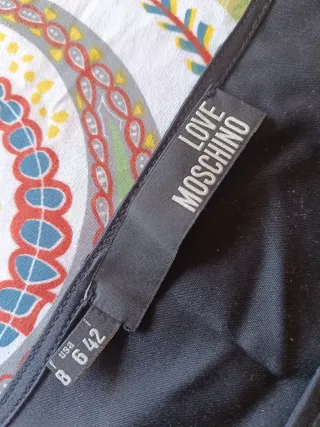 LOVE
MOSCHINO
I usa I
8 6 42